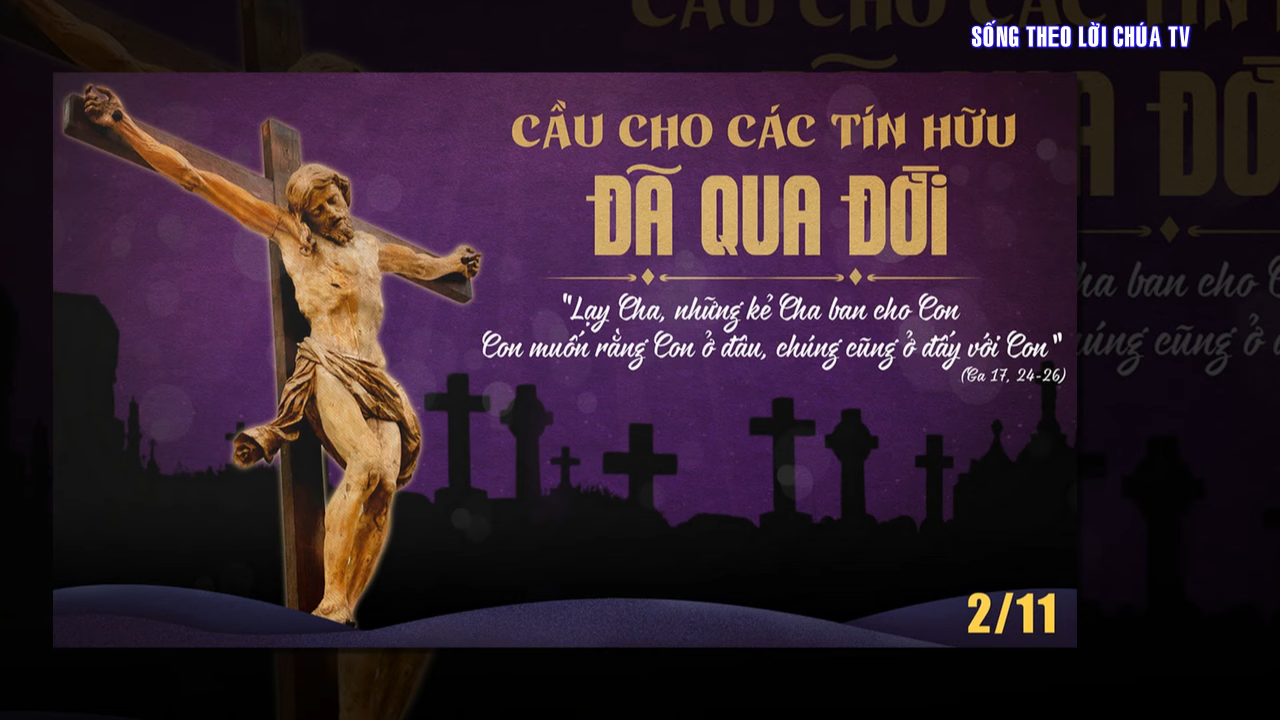 SỐNG THEO LỜI CHÚA TV
CẦU CHO CÁC TÍN HỮU
ĐÃ QUA ĐỜI
"Lạy Cha, những kẻ Cha ban cho Con
Con muốn rằng Con ở đâu, chúng cũng ở đấy với Con"
(Ga 17, 24-26)
2/11